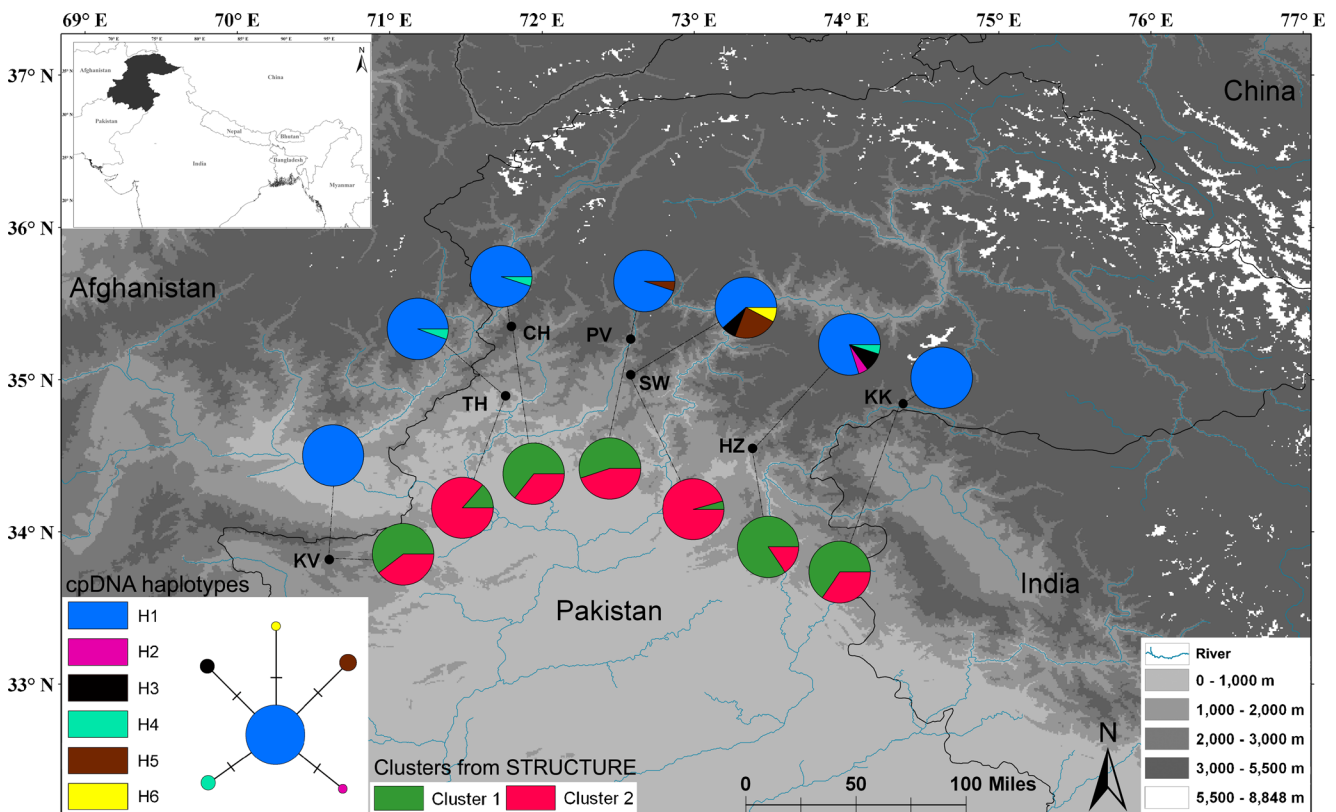 69° E 70° E 71° E 72° E 73° E 74° E 75° E 76° E 77° E
37° N
36° N
35° N
34° N
33° N
Afghanistan
China
N
Pakistan
India
Nepal
Bhutan
Bangladesh
Myanmar
China
Afghanistan
CH
PV
SW
TH
KK
HZ
KV
Pakistan
India
cpDNA haplotypes
H1
H2
H3
H4
H5
H6
Clusters from STRUCTURE
Cluster 1 Cluster 2
0 50 100 Miles
N
River
0 - 1,000 m
1,000 - 2,000 m
2,000 - 3,000 m
3,000 - 5,500 m
5,500 - 8,848 m